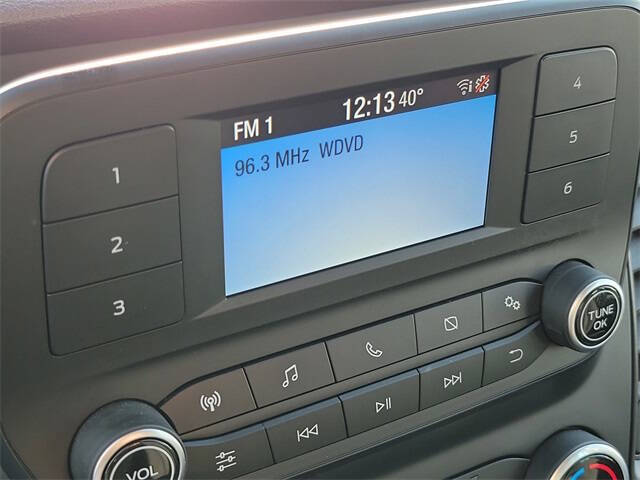 12:13 40°
FM 1
96.3 MHz WDVD
1
2
3
4
5
6
TUNE
OK
VOL